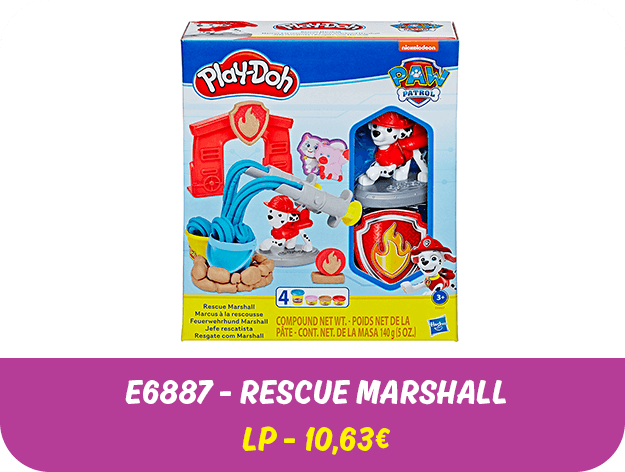 nickelodeon
PLAY-DOH
PAW
PATROL
4
3+
Rescue Marshall
Marcus à la rescousse
Feuerwehrhund Marshall
Jefe rescatista
Resgate com Marshall
COMPOUND NET WT. - POIDS NET DE LA
PÂTE - CONT. NET. DE LA MASA 140 g (5 OZ.)
Hasbro
E6887 - RESCUE MARSHALL
LP - 10,63€